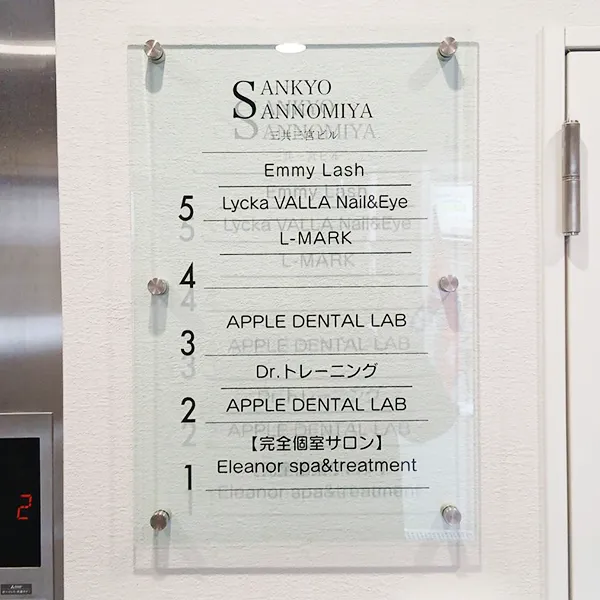 SANKYO
SANNOMIYA
三共三宮ビル
Emmy Lash
5 Lycka VALLA Nail&Eye
L-MARK
4
3 APPLE DENTAL LAB
Dr.トレーニング
2 APPLE DENTAL LAB
【完全個室サロン】
1 Eleanor spa&treatment
2